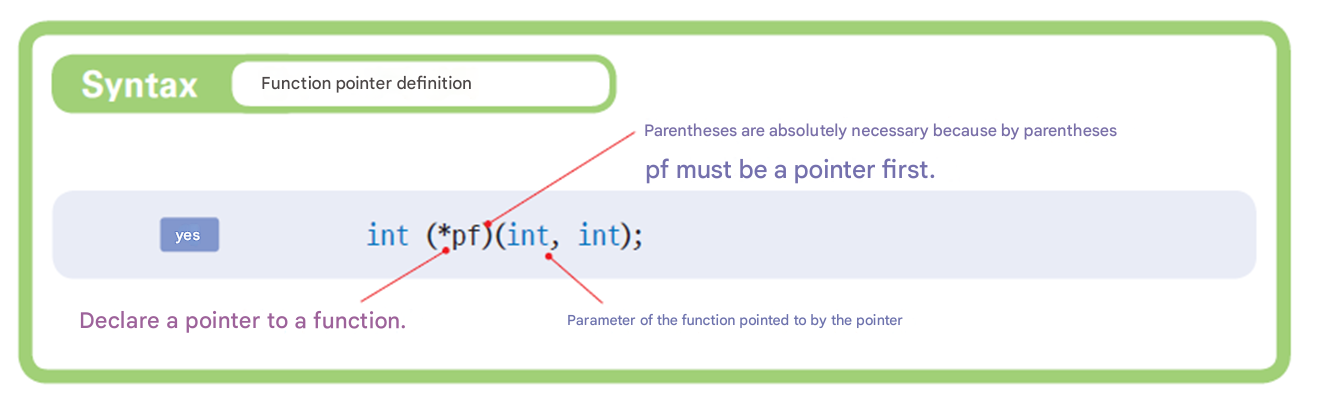 Syntax
Function pointer definition
Parentheses are absolutely necessary because by parentheses
pf must be a pointer first.
yes
int (*pf)(int, int);
Declare a pointer to a function.
Parameter of the function pointed to by the pointer